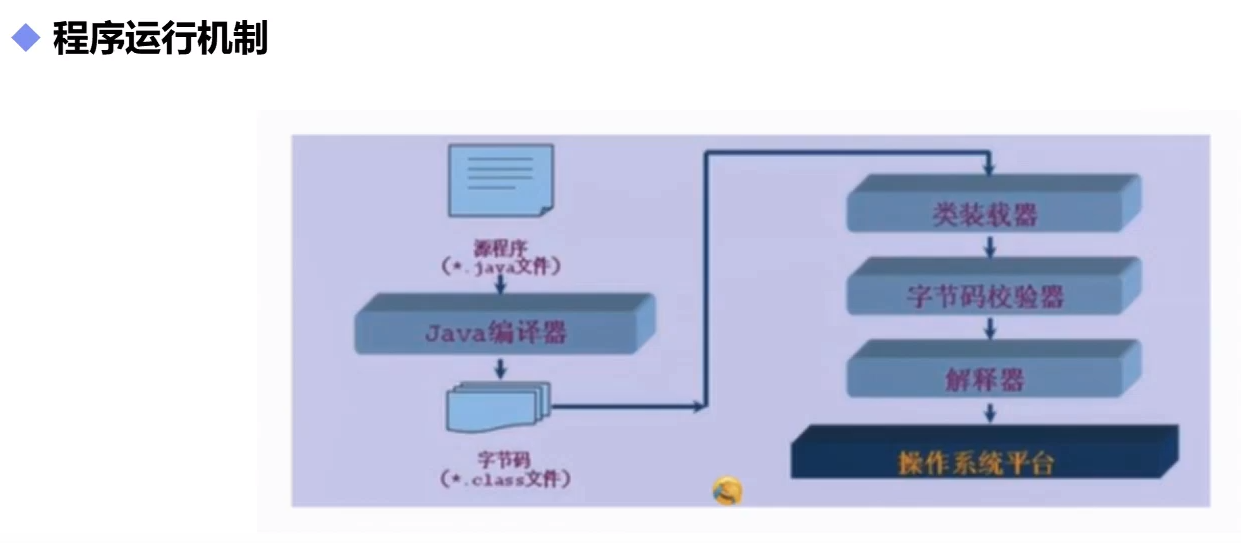 程序运行机制
源程序
(*.java文件)
Java编译器
字节码
(*.class文件)
类装载器
字节码校验器
解释器
操作系统平台